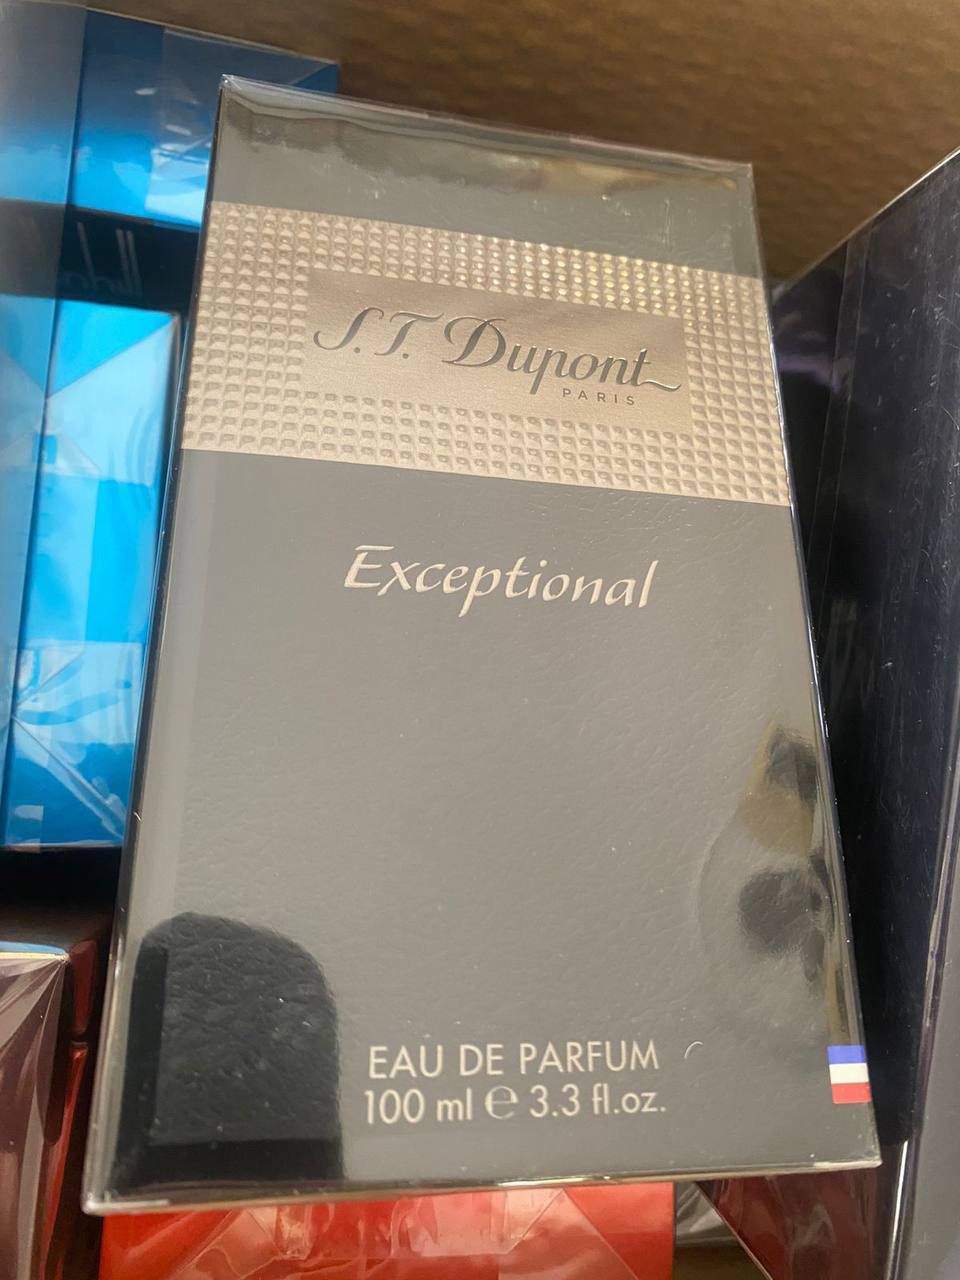 S.T. Dupont
PARIS
Exceptional
EAU DE PARFUM
100 ml ℮ 3.3 fl.oz.